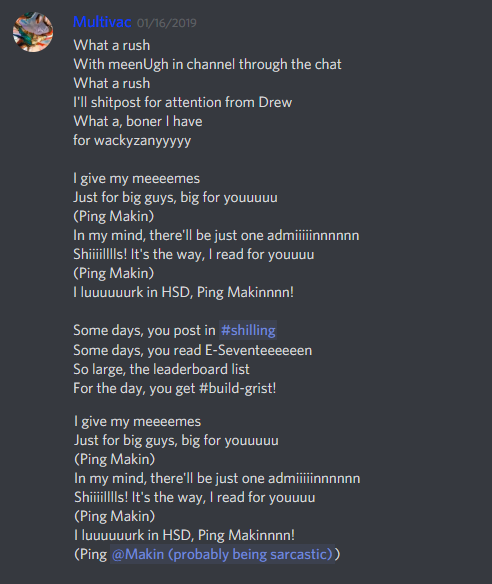 Multivac 01/16/2019
What a rush
With meenUgh in channel through the chat
What a rush
I'll shitpost for attention from Drew
What a, boner I have
for wackyzanyyyyy
I give my meeeemes
Just for big guys, big for youuuuu
(Ping Makin)
In my mind, there'll be just one admiiiiinnnnnn
Shiiiilllls! It's the way, I read for youuuu
(Ping Makin)
I luuuuuurk in HSD, Ping Makinnnn!
Some days, you post in #shilling
Some days, you read E-Seventeeeeeen
So large, the leaderboard list
For the day, you get #build-grist!
I give my meeeemes
Just for big guys, big for youuuuu
(Ping Makin)
In my mind, there'll be just one admiiiiinnnnnn
Shiiiilllls! It's the way, I read for youuuu
(Ping Makin)
I luuuuuurk in HSD, Ping Makinnnn!
(Ping @Makin (probably being sarcastic))